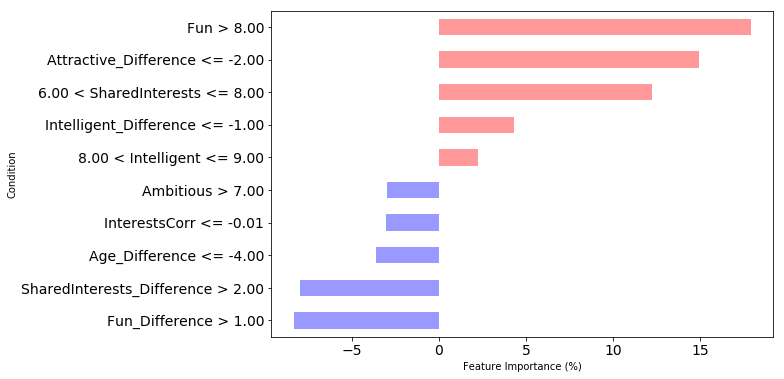 Fun > 8.00
Attractive_Difference <= -2.00
6.00 < SharedInterests <= 8.00
Intelligent_Difference <= -1.00
8.00 < Intelligent <= 9.00
Ambitious > 7.00
InterestsCorr <= -0.01
Age_Difference <= -4.00
SharedInterests_Difference > 2.00
Fun_Difference > 1.00
Condition
−5 0 5 10 15
Feature Importance (%)